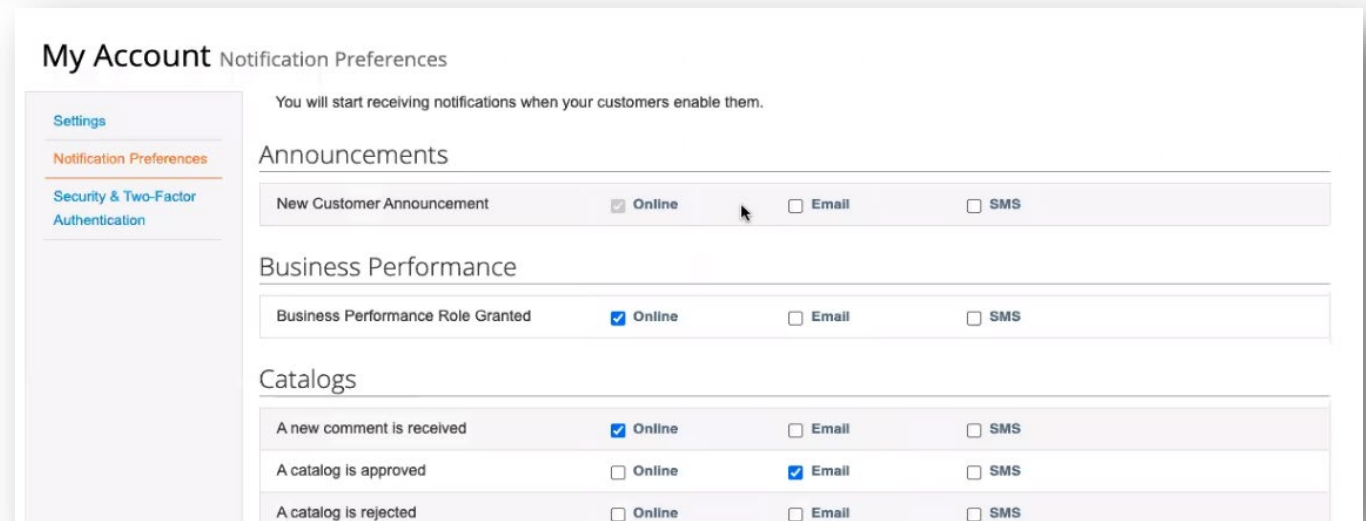 My Account Notification Preferences
You will start receiving notifications when your customers enable them.
Settings
Notification Preferences
Security & Two-Factor
Authentication
Announcements
New Customer Announcement Online Email SMS
Business Performance
Business Performance Role Granted Online Email SMS
Catalogs
A new comment is received Online Email SMS
A catalog is approved Online Email SMS
A catalog is rejected Online Email SMS